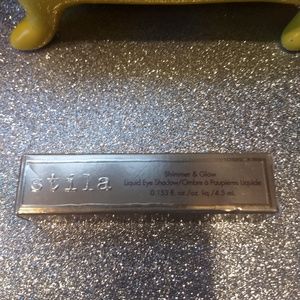 stila
Shimmer & Glow
Liquid Eye Shadow/Ombre à Paupières Liquide
0.153 fl. oz./oz. liq./4.5 mL